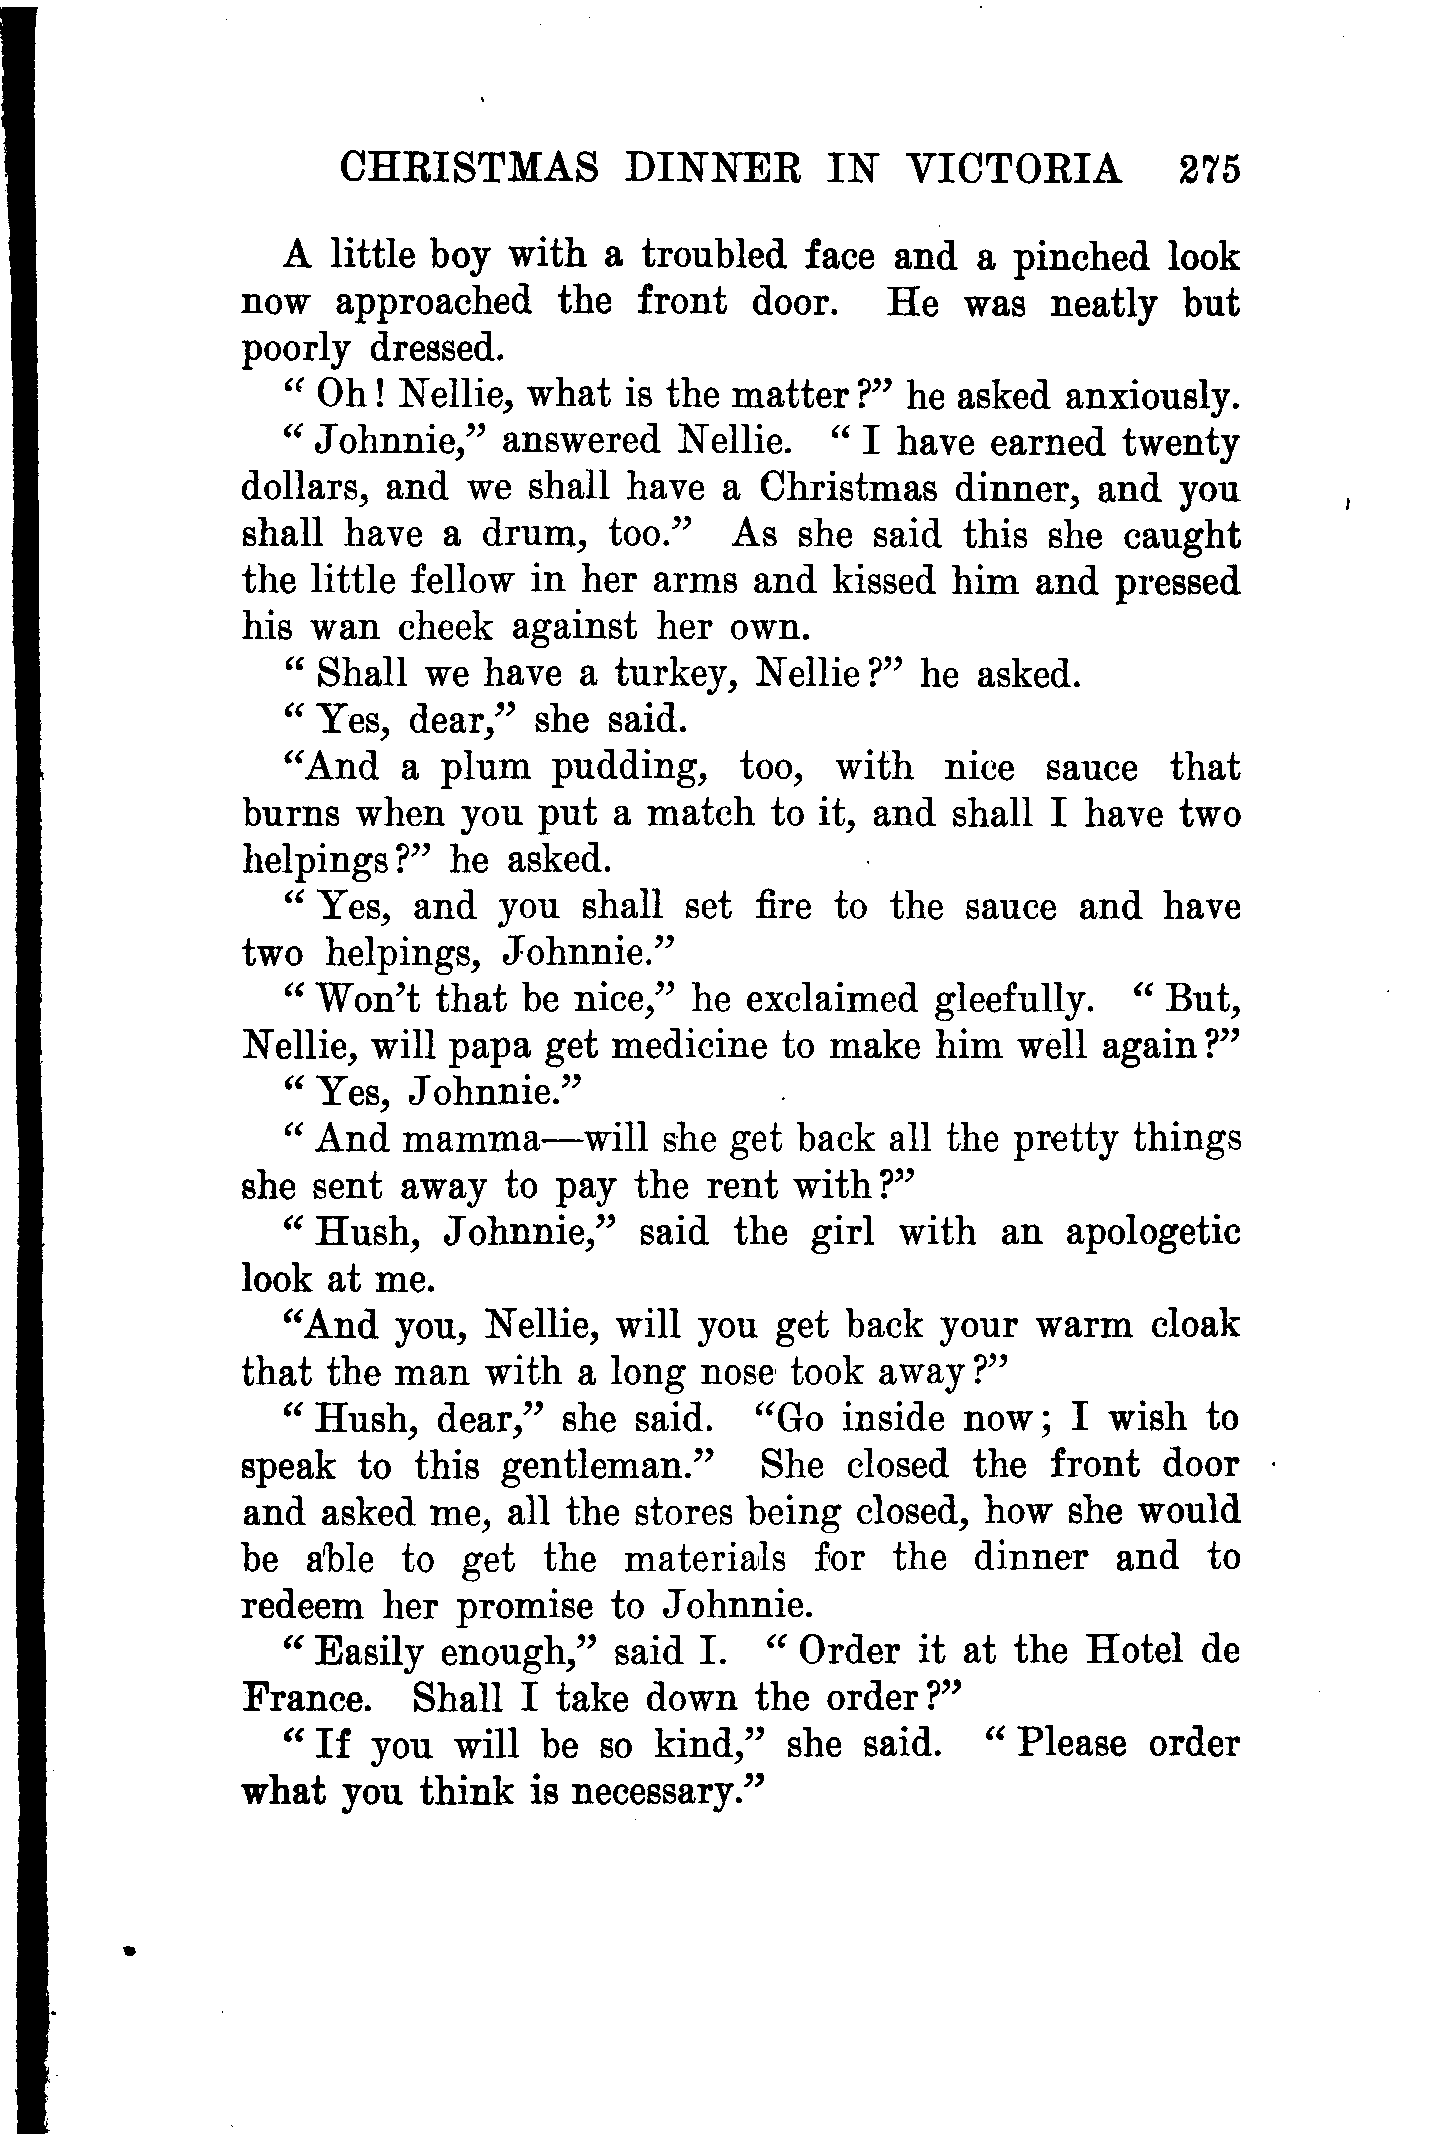 CHRISTMAS DINNER IN VICTORIA 275
A little boy with a troubled face and a pinched look
now approached the front door. He was neatly but
poorly dressed.
" Oh! Nellie, what is the matter?" he asked anxiously.
" Johnnie," answered Nellie. " I have earned twenty
dollars, and we shall have a Christmas dinner, and you
shall have a drum, too." As she said this she caught
the little fellow in her arms and kissed him and pressed
his wan cheek against her own.
" Shall we have a turkey, Nellie?" he asked.
" Yes, dear," she said.
"And a plum pudding, too, with nice sauce that
burns when you put a match to it, and shall I have two
helpings?" he asked.
" Yes, and you shall set fire to the sauce and have
two helpings, Johnnie."
" Won't that be nice," he exclaimed gleefully. " But,
Nellie, will papa get medicine to make him well again?"
" Yes, Johnnie."
" And mamma—will she get back all the pretty things
she sent away to pay the rent with?"
" Hush, Johnnie," said the girl with an apologetic
look at me.
"And you, Nellie, will you get back your warm cloak
that the man with a long nose took away?"
" Hush, dear," she said. "Go inside now; I wish to
speak to this gentleman." She closed the front door
and asked me, all the stores being closed, how she would
be able to get the materials for the dinner and to
redeem her promise to Johnnie.
" Easily enough," said I. " Order it at the Hotel de
France. Shall I take down the order?"
" If you will be so kind," she said. " Please order
what you think is necessary."